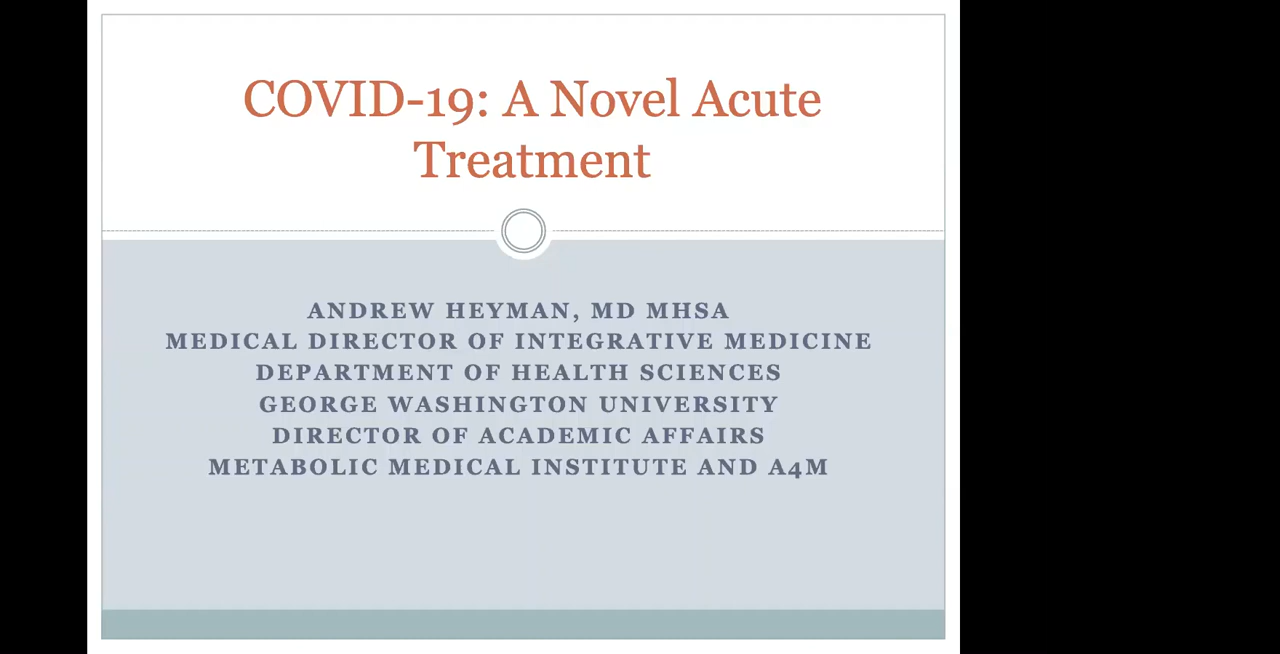 COVID-19: A Novel Acute
Treatment
ANDREW HEYMAN, MD MHSA
MEDICAL DIRECTOR OF INTEGRATIVE MEDICINE
DEPARTMENT OF HEALTH SCIENCES
GEORGE WASHINGTON UNIVERSITY
DIRECTOR OF ACADEMIC AFFAIRS
METABOLIC MEDICAL INSTITUTE AND A4M